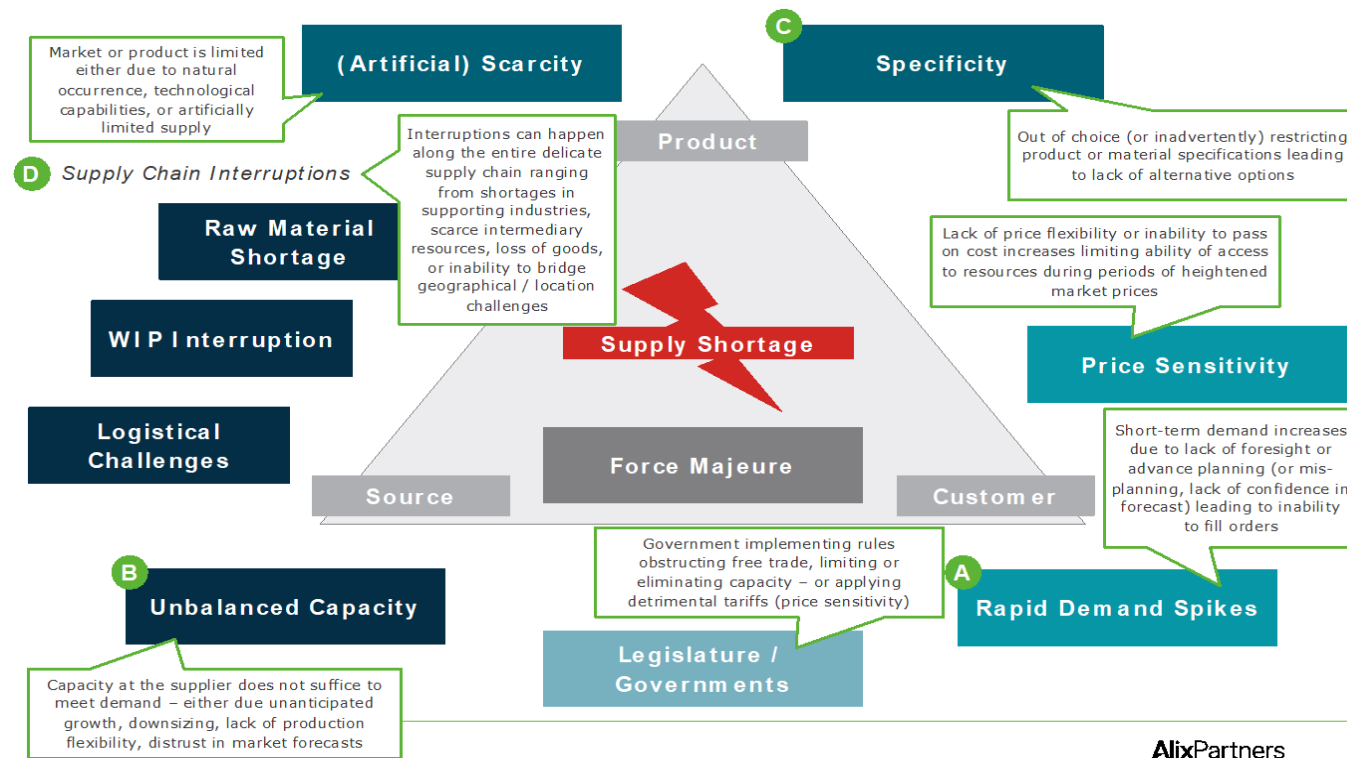 (Artificial) Scarcity
Market or product is limited
either due to natural
occurrence, technological
capabilities, or artificially
limited supply
C
Specificity
Out of choice (or inadvertently) restricting
product or material specifications leading
to lack of alternative options
Product
D
Supply Chain Interruptions
Interruptions can happen
along the entire delicate
supply chain ranging
from shortages in
supporting industries,
scarce intermediary
resources, loss of goods,
or inability to bridge
geographical / location
challenges
Raw Material
Shortage
WIP Interruption
Logistical
Challenges
Lack of price flexibility or inability to pass
on cost increases limiting ability of access
to resources during periods of heightened
market prices
Price Sensitivity
Supply Shortage
Force Majeure
Source
Customer
Short-term demand increases
due to lack of foresight or
advance planning (or mis-
planning, lack of confidence in
forecast) leading to inability
to fill orders
A
Rapid Demand Spikes
Government implementing rules
obstructing free trade, limiting or
eliminating capacity – or applying
detrimental tariffs (price sensitivity)
Legislature /
Governments
B
Unbalanced Capacity
Capacity at the supplier does not suffice to
meet demand – either due unanticipated
growth, downsizing, lack of production
flexibility, distrust in market forecasts
AlixPartners